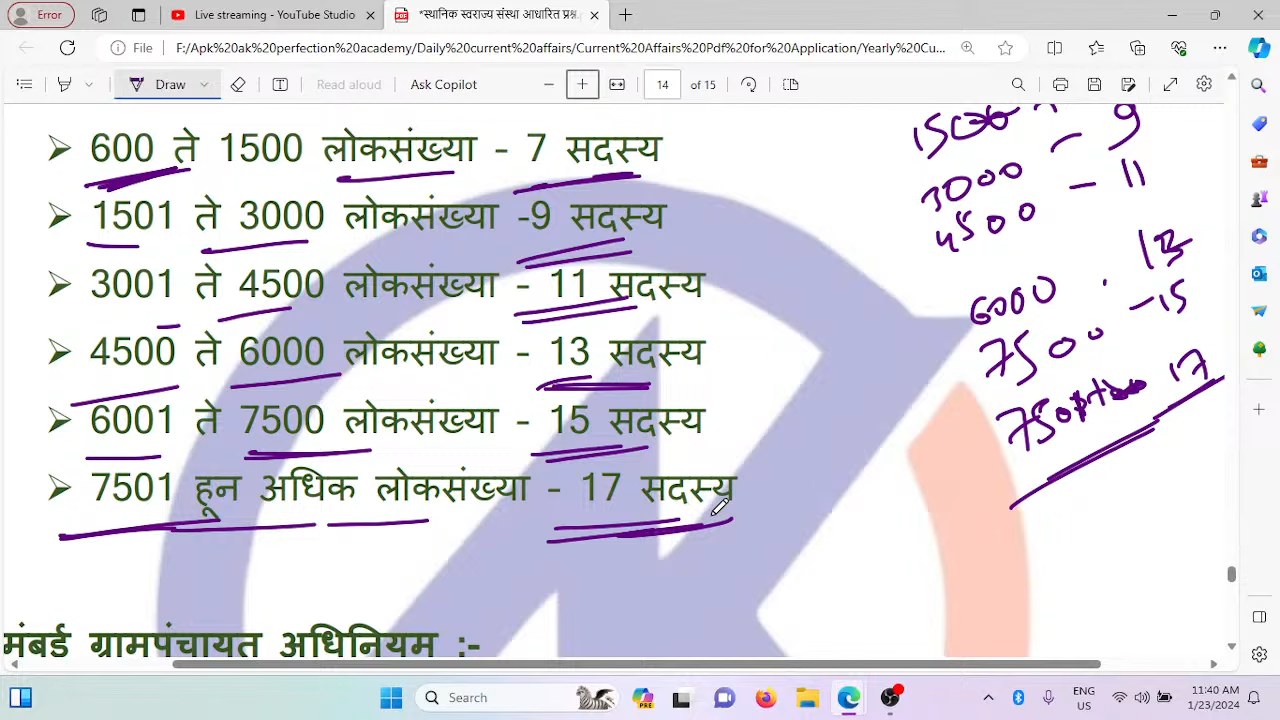 Error
Live streaming - YouTube Studio
*स्थानिक स्वराज्य संस्था आधारित प्रश्न.
File
F:/Apk%20ak%20perfection%20academy/Daily%20current%20affairs/Current%20Affairs%20Pdf%20for%20Application/Yearly%20Cu...
Draw
Read aloud
Ask Copilot
14 of 15
➢ 600 ते 1500 लोकसंख्या - 7 सदस्य
➢ 1501 ते 3000 लोकसंख्या -9 सदस्य
➢ 3001 ते 4500 लोकसंख्या - 11 सदस्य
➢ 4500 ते 6000 लोकसंख्या - 13 सदस्य
➢ 6001 ते 7500 लोकसंख्या - 15 सदस्य
➢ 7501 हून अधिक लोकसंख्या - 17 सदस्य
1500
3000 - 9
4500 - 11
6000 13
7500 -15
17
मंबई ग्रामपंचायत अधिनियम :-
Search
PRE
ENG
US
11:40 AM
1/23/2024